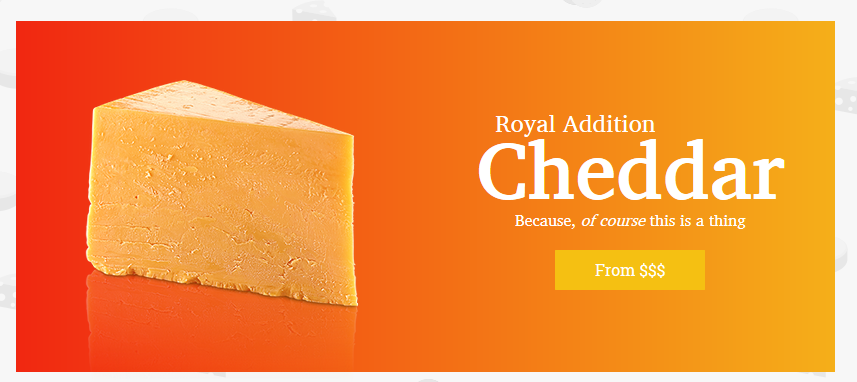 Royal Addition
Cheddar
Because, of course this is a thing
From $$$